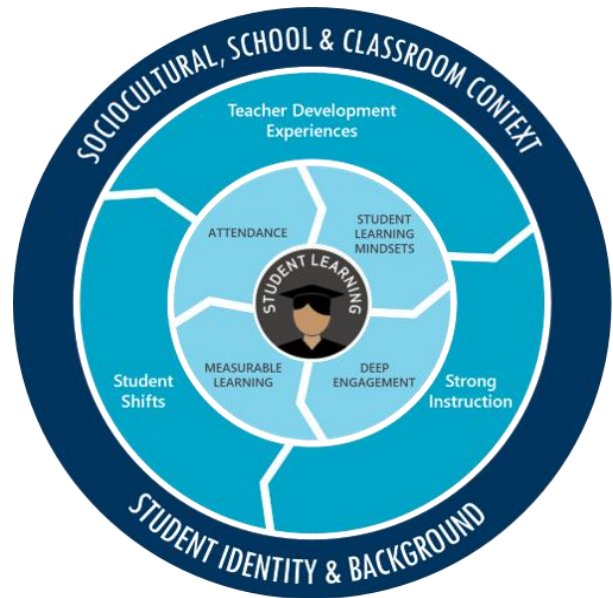 SOCIOCULTURAL, SCHOOL & CLASSROOM CONTEXT
Teacher Development
Experiences
ATTENDANCE
STUDENT
LEARNING
MINDSETS
STUDENT LEARNING
MEASURABLE
LEARNING
DEEP
ENGAGEMENT
Student
Shifts
Strong
Instruction
STUDENT IDENTITY & BACKGROUND